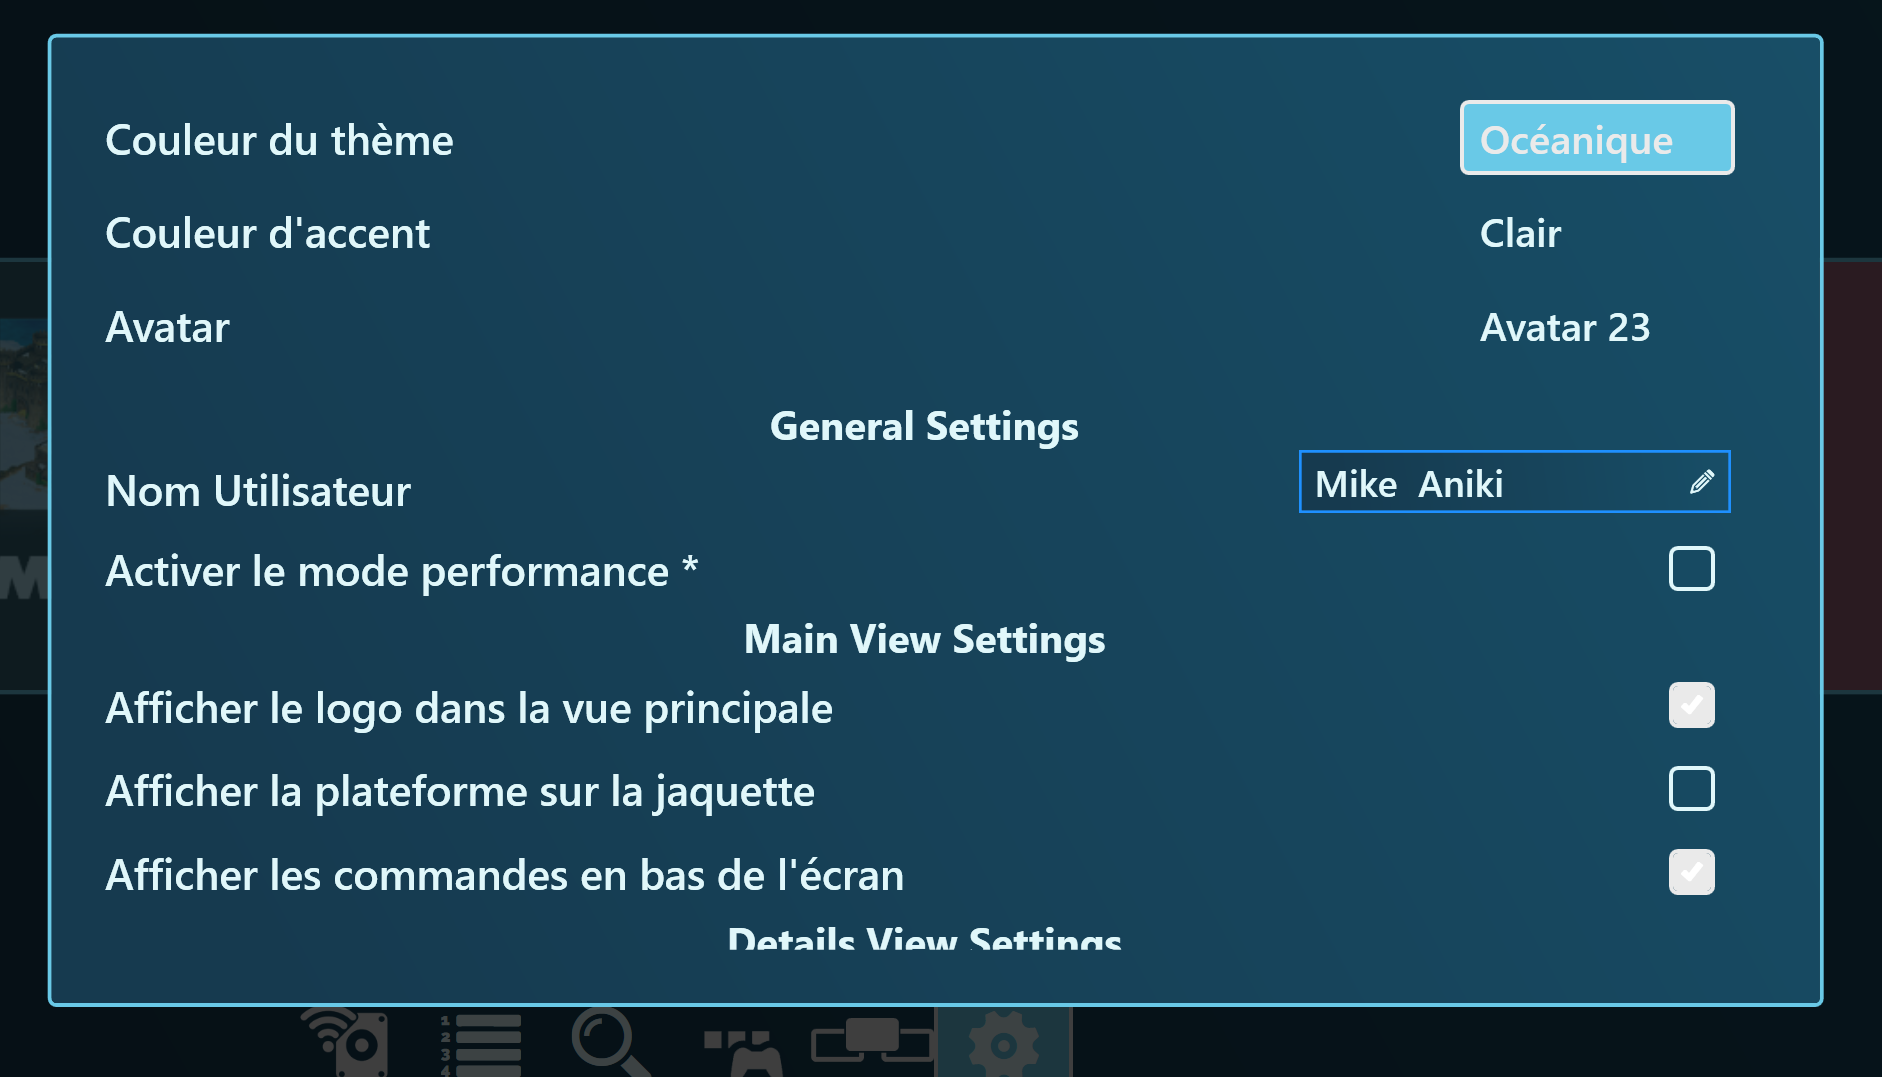 Couleur du thème
Océanique
Couleur d'accent
Clair
Avatar
Avatar 23
General Settings
Nom Utilisateur
Mike  Aniki
Activer le mode performance *
Main View Settings
Afficher le logo dans la vue principale
Afficher la plateforme sur la jaquette
Afficher les commandes en bas de l'écran
Details View Settings
1
2
3
4